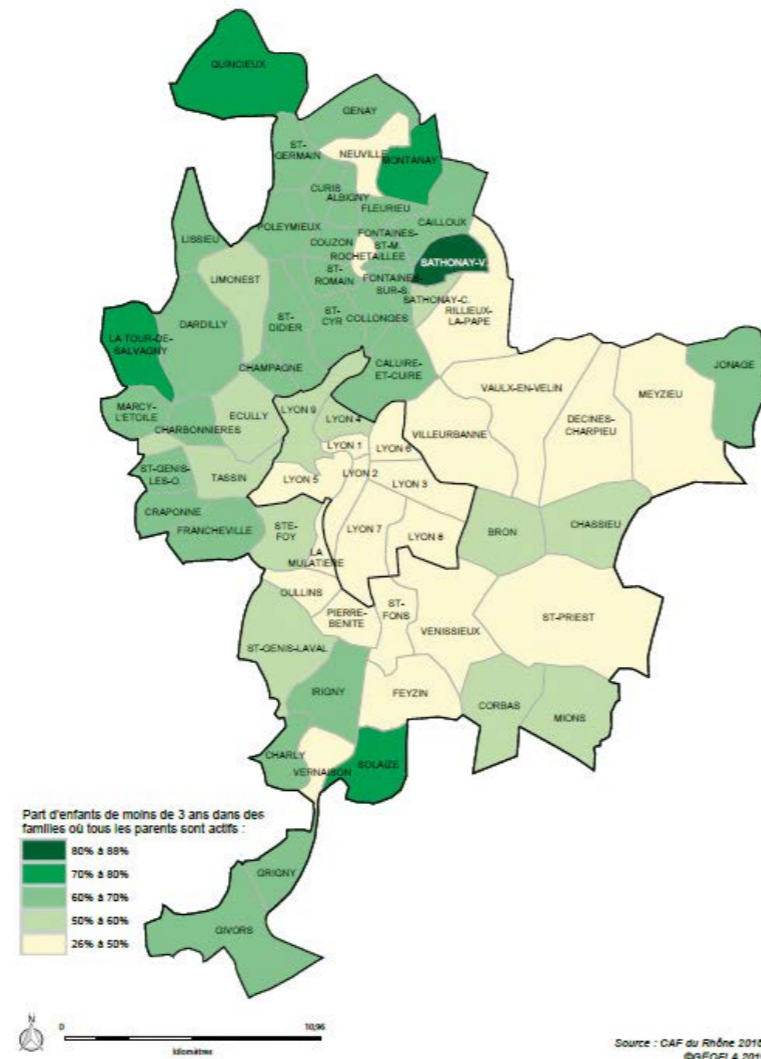 QUINCIEUX
GENAY
ST-
GERMAIN
NEUVILLE
MONTANAY
CURIS
ALBIGNY
FLEURIEU
CAILLOUX
POLEYMIEUX
LISSIEU
COUZON
FONTAINES-
ST-M.
ROCHETAILLEE
SATHONAY-V.
LIMONEST
ST-
ROMAIN
FONTAINES-
SUR-S.
SATHONAY-C.
RILLIEUX-
LA-PAPE
DARDILLY
ST-
DIDIER
ST-
CYR
COLLONGES
LA TOUR-DE-
SALVAGNY
CHAMPAGNE
CALUIRE-
ET-CUIRE
JONAGE
MARCY-
L'ETOILE
CHARBONNIERES
ECULLY
LYON 9
LYON 4
VAULX-EN-VELIN
MEYZIEU
DECINES-
CHARPIEU
VILLEURBANNE
LYON 1
LYON 6
ST-GENIS-
LES-O.
TASSIN
LYON 5
LYON 2
LYON 3
CRAPONNE
FRANCHEVILLE
STE-
FOY
LYON 7
LYON 8
BRON
CHASSIEU
LA
MULATIERE
OULLINS
PIERRE-
BENITE
ST-
FONS
VENISSIEUX
ST-PRIEST
ST-GENIS-LAVAL
IRIGNY
FEYZIN
CORBAS
MIONS
CHARLY
VERNAISON
SOLAIZE
Part d'enfants de moins de 3 ans dans des
familles où tous les parents sont actifs :
80% à 88%
70% à 80%
60% à 70%
50% à 60%
26% à 50%
GRIGNY
GIVORS
N
0
10,96
kilomètres
Source : CAF du Rhône 2016
©GÉOFLA 201